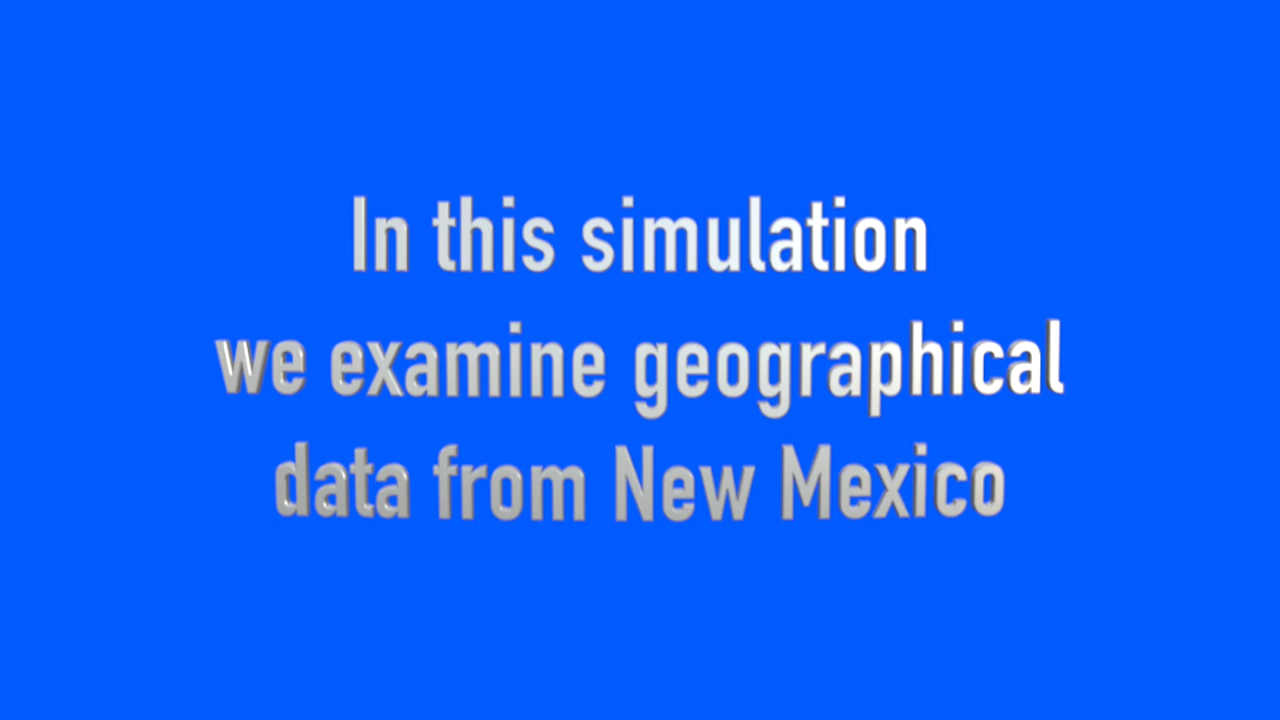 In this simulation
we examine geographical
data from New Mexico